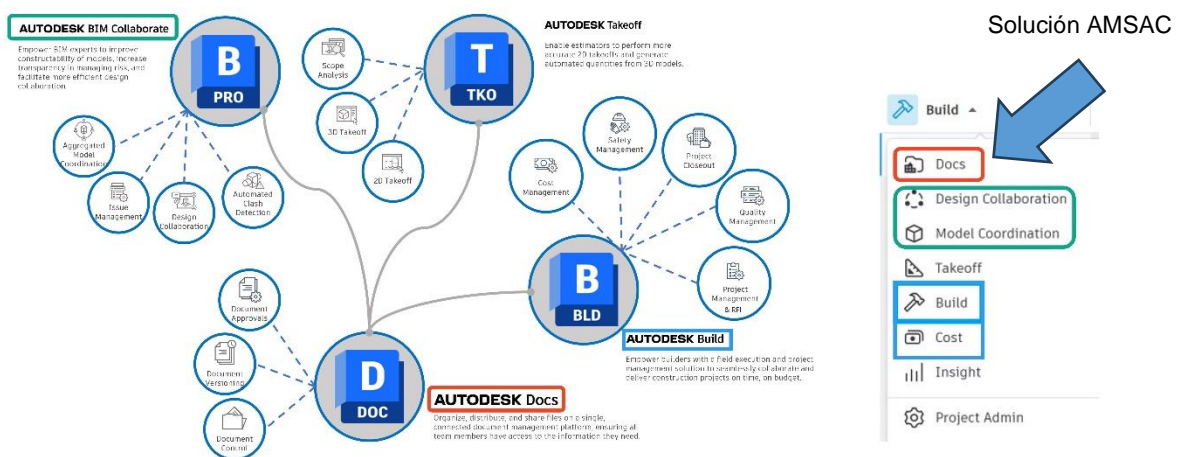 AUTODESK BIM Collaborate
Empower BIM experts to improve
constructability of models, increase
transparency in managing risk, and
facilitate more efficient design
collaboration
B
PRO
Aggregated
Model
Coordination
Issue
Management
Design
Collaboration
Automated
Clash
Detection
AUTODESK Takeoff
Enable estimators to perform more
accurate 2D takeoffs and generate
automated quantities from 3D models.
T
TKO
Scope
Analysis
3D Takeoff
2D Takeoff
Cost
Management
Safety
Management
Project
Closeout
Quality
Management
Project
Management
& RFI
B
BLD
AUTODESK Build
Empower builders with a field execution and project
management solution to seamlessly collaborate and
deliver construction projects on time, on budget.
Document
Approvals
Document
Versioning
Document
Control
D
DOC
AUTODESK Docs
Organize, distribute, and share files on a single,
connected document management platform, ensuring all
team members have access to the information they need.
Solución AMSAC
Build
Docs
Design Collaboration
Model Coordination
Takeoff
Build
Cost
Insight
Project Admin